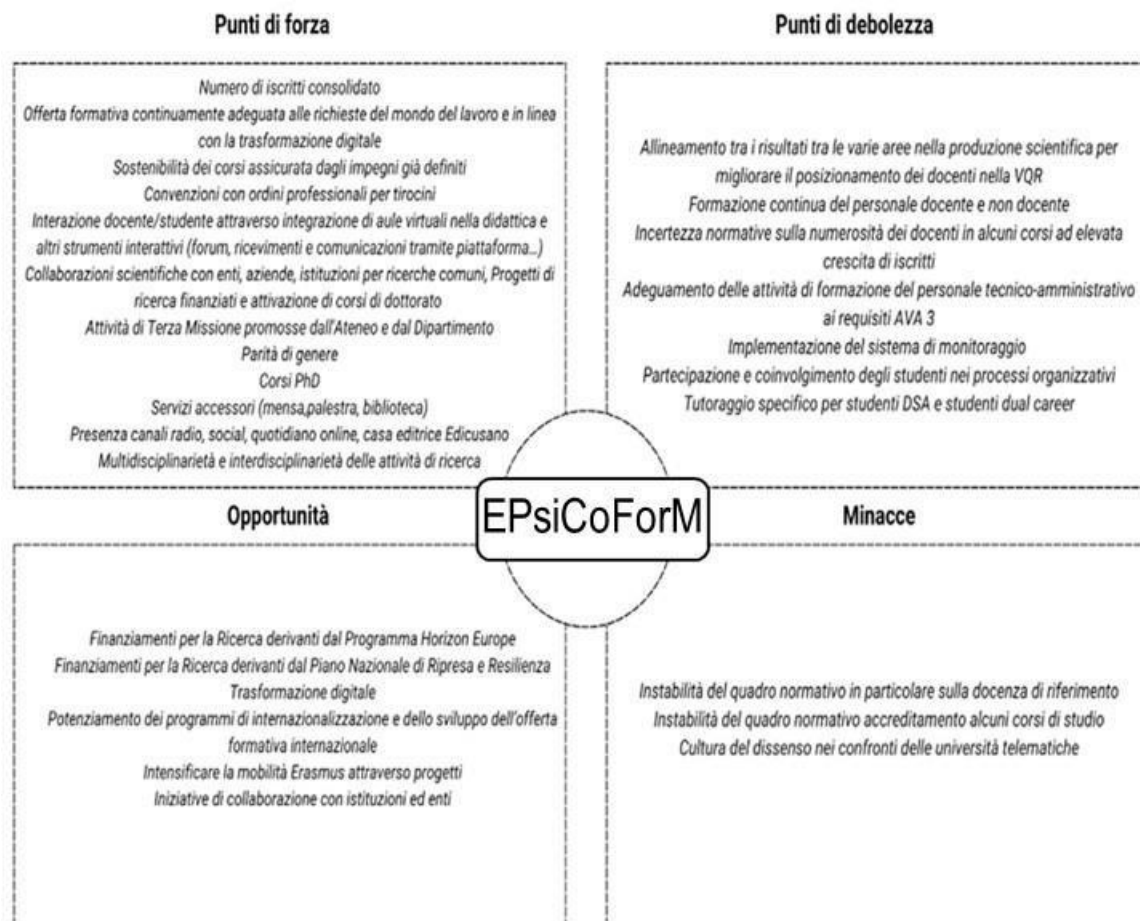 Punti di forza
Numero di iscritti consolidato
Offerta formativa continuamente adeguata alle richieste del mondo del lavoro e in linea
con la trasformazione digitale
Sostenibilità dei corsi assicurata dagli impegni già definiti
Convenzioni con ordini professionali per tirocini
Interazione docente/studente attraverso integrazione di aule virtuali nella didattica e
altri strumenti interattivi (forum, ricevimenti e comunicazioni tramite piattaforma...)
Collaborazioni scientifiche con enti, aziende, istituzioni per ricerche comuni, Progetti di
ricerca finanziati e attivazione di corsi di dottorato
Attività di Terza Missione promosse dall'Ateneo e dal Dipartimento
Parità di genere
Corsi PhD
Servizi accessori (mensa,palestra, biblioteca)
Presenza canali radio, social, quotidiano online, casa editrice Edicusano
Multidisciplinarietà e interdisciplinarietà delle attività di ricerca
Punti di debolezza
Allineamento tra i risultati tra le varie aree nella produzione scientifica per
migliorare il posizionamento dei docenti nella VQR
Formazione continua del personale docente e non docente
Incertezza normative sulla numerosità dei docenti in alcuni corsi ad elevata
crescita di iscritti
Adeguamento delle attività di formazione del personale tecnico-amministrativo
ai requisiti AVA 3
Implementazione del sistema di monitoraggio
Partecipazione e coinvolgimento degli studenti nei processi organizzativi
Tutoraggio specifico per studenti DSA e studenti dual career
EPsiCoForM
Opportunità
Finanziamenti per la Ricerca derivanti dal Programma Horizon Europe
Finanziamenti per la Ricerca derivanti dal Piano Nazionale di Ripresa e Resilienza
Trasformazione digitale
Potenziamento dei programmi di internazionalizzazione e dello sviluppo dell'offerta
formativa internazionale
Intensificare la mobilità Erasmus attraverso progetti
Iniziative di collaborazione con istituzioni ed enti
Minacce
Instabilità del quadro normativo in particolare sulla docenza di riferimento
Instabilità del quadro normativo accreditamento alcuni corsi di studio
Cultura del dissenso nei confronti delle università telematiche